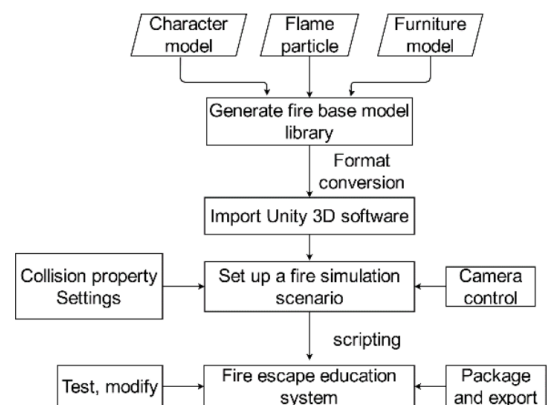 Character
model
Flame
particle
Furniture
model
Generate fire base model
library
Format
conversion
Import Unity 3D software
Collision property
Settings
Set up a fire simulation
scenario
Camera
control
scripting
Test, modify
Fire escape education
system
Package
and export